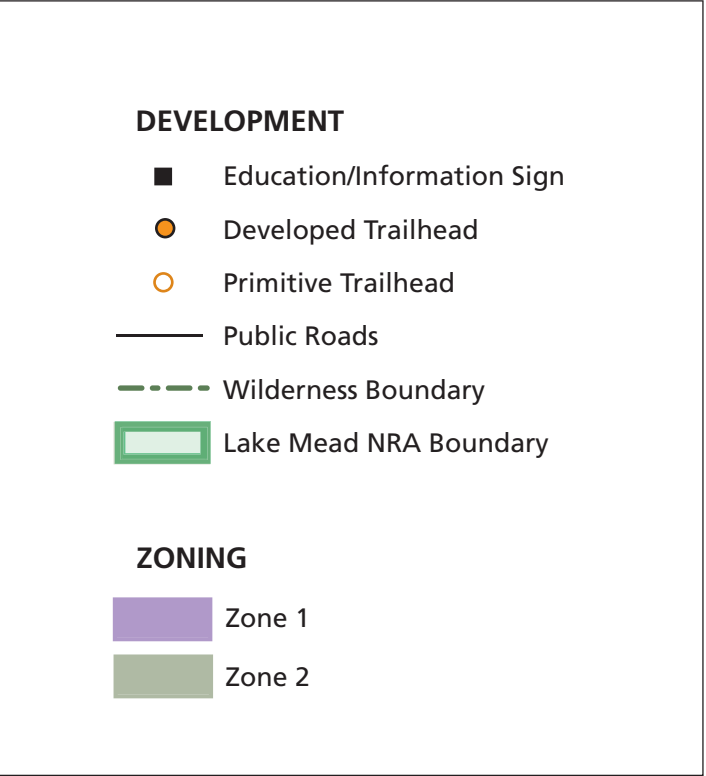 DEVELOPMENT
Education/Information Sign
Developed Trailhead
Primitive Trailhead
Public Roads
Wilderness Boundary
Lake Mead NRA Boundary
ZONING
Zone 1
Zone 2